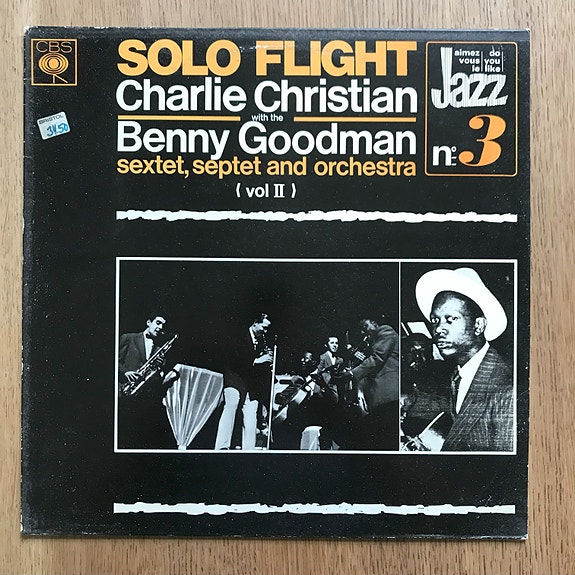 CBS
SOLO FLIGHT
Charlie Christian
with the
Benny Goodman
sextet, septet and orchestra
( vol II )
aimez do
vous you
le like
Jazz
no 3
BRISTOL
34.50